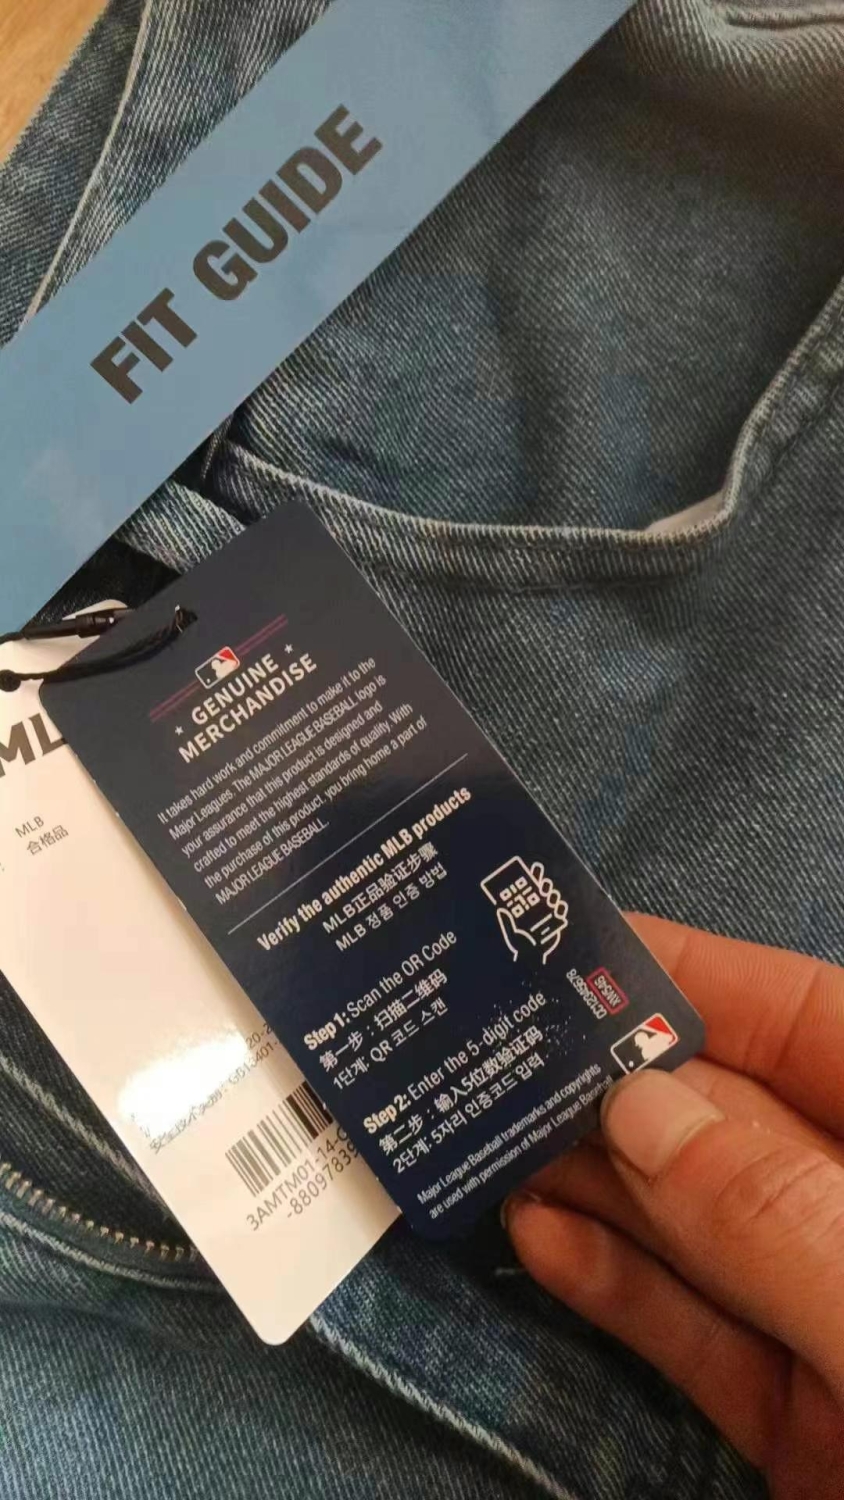 FIT GUIDE
GENUINE
MERCHANDISE
It takes hard work and commitment to make it to the
Major Leagues. The MAJOR LEAGUE BASEBALL logo is
your assurance that this product is designed and
crafted to meet the highest standards of quality. With
the purchase of this product, you bring home a part of
MAJOR LEAGUE BASEBALL.
Verify the authentic MLB products
MLB正品验证步骤
MLB 정품 인증 방법
Step 1: Scan the QR Code
第一步：扫描二维码
1단계: QR 코드 스캔
Step 2: Enter the 5-digit code
第二步：输入5位数验证码
2단계: 5자리 인증코드 입력
CC12345678
Major League Baseball trademarks and copyrights
are used with permission of Major League Baseball
ML
MLB
合格品
3AMTM01-14-
-88097839